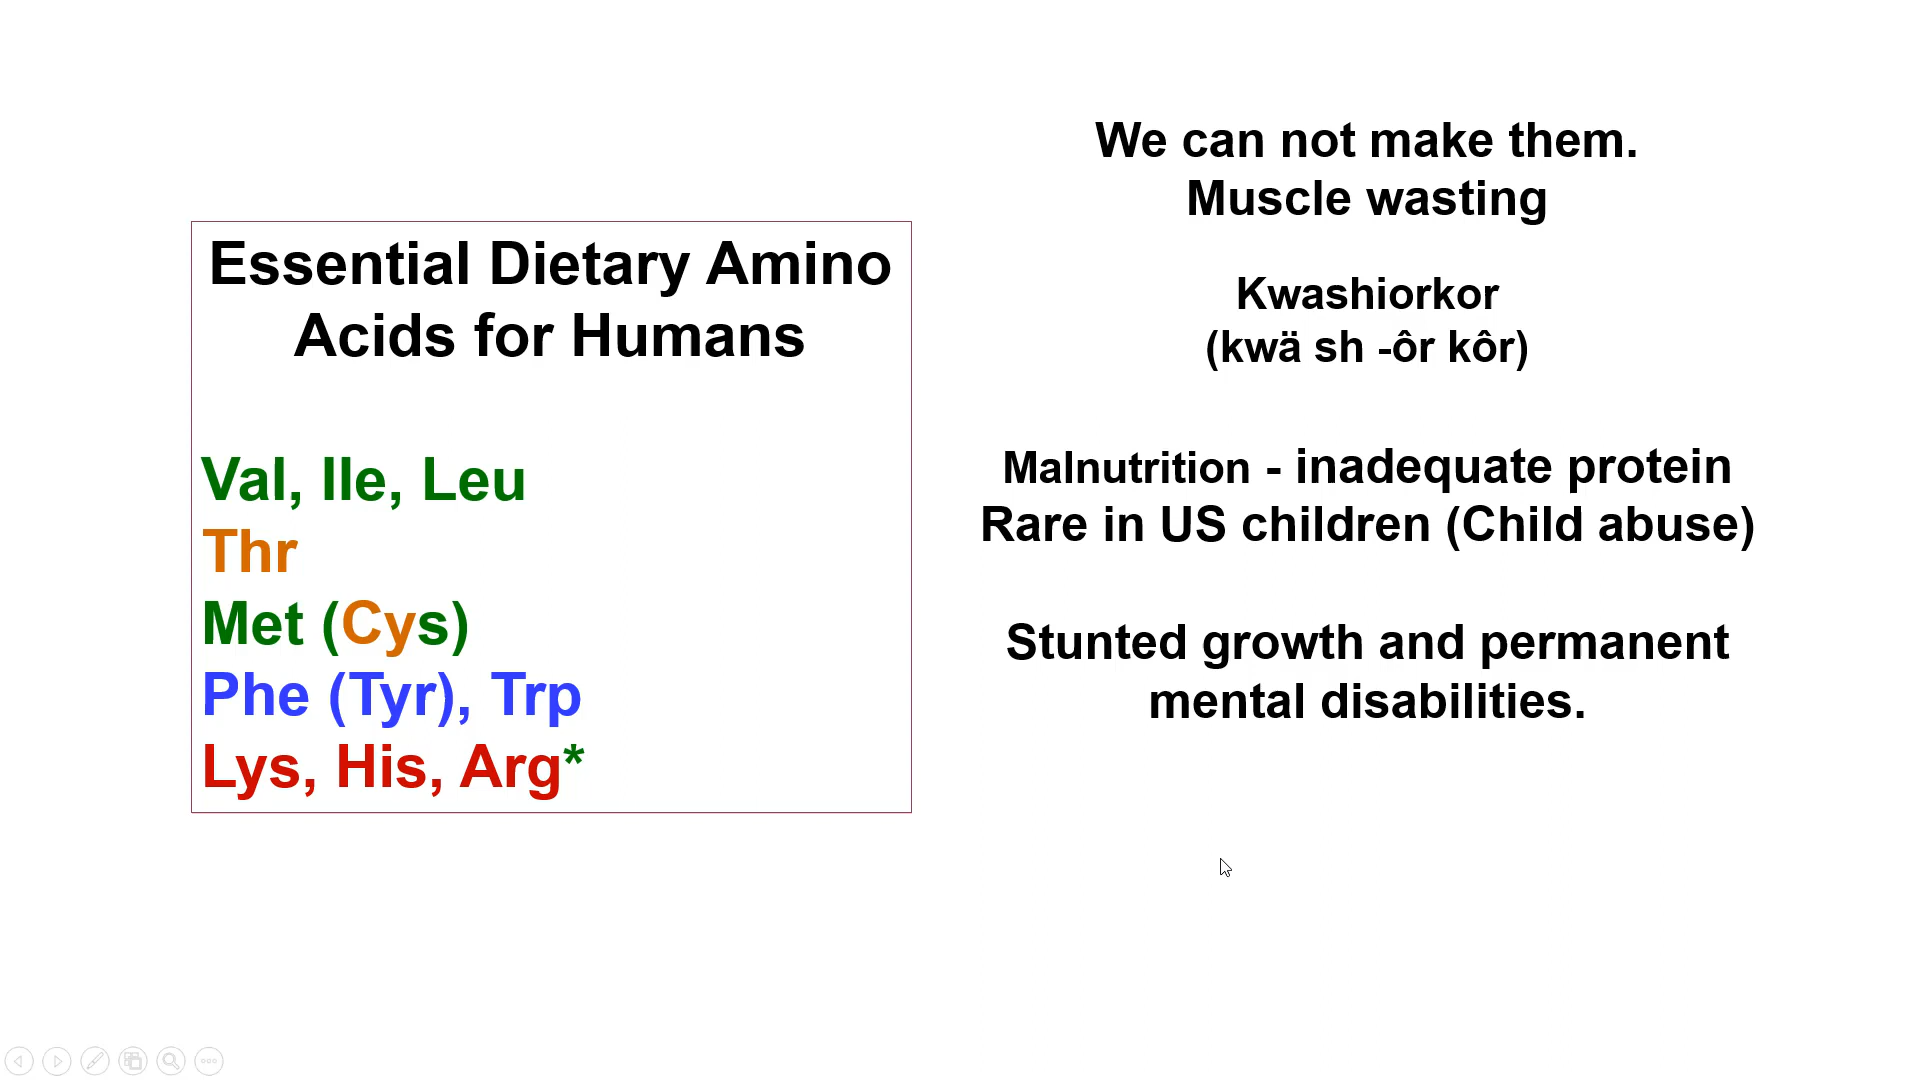 Essential Dietary Amino
Acids for Humans
Val, Ile, Leu
Thr
Met (Cys)
Phe (Tyr), Trp
Lys, His, Arg*
We can not make them.
Muscle wasting
Kwashiorkor
(kwä sh -ôr kôr)
Malnutrition - inadequate protein
Rare in US children (Child abuse)
Stunted growth and permanent
mental disabilities.